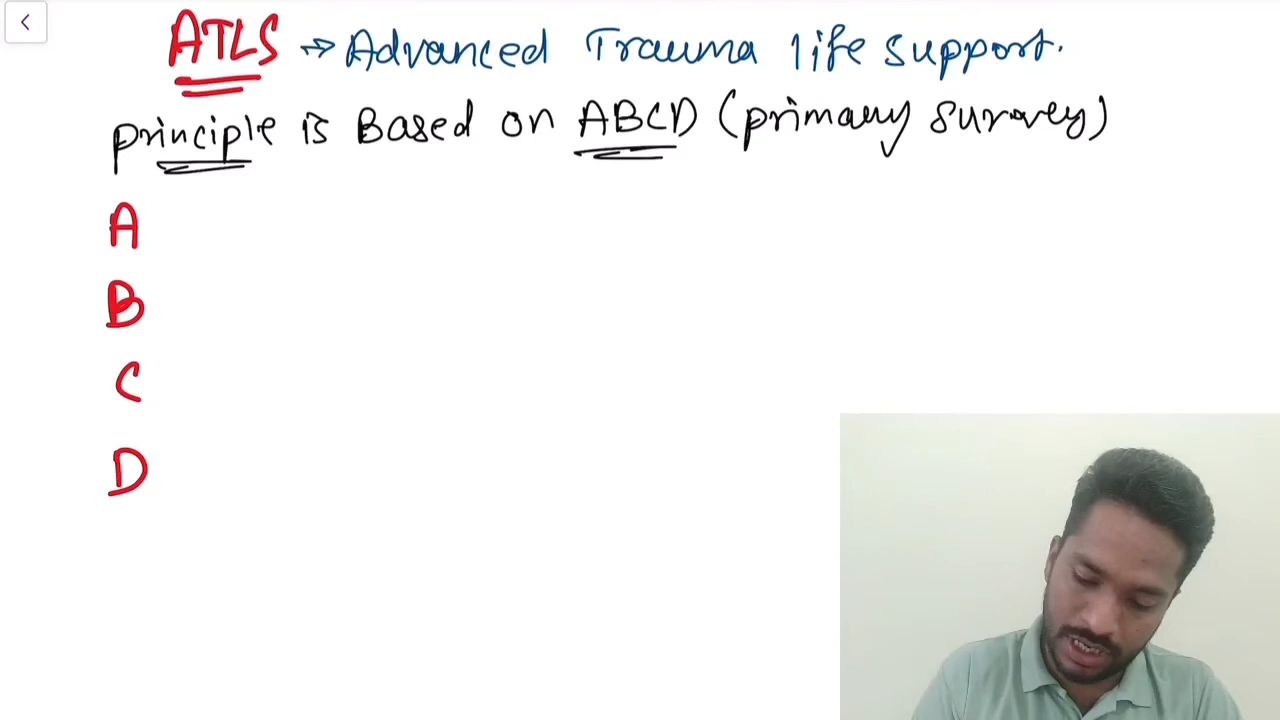 ATLS → Advanced Trauma life support.
principle is Based on ABCD (primary survey)
A
B
C
D